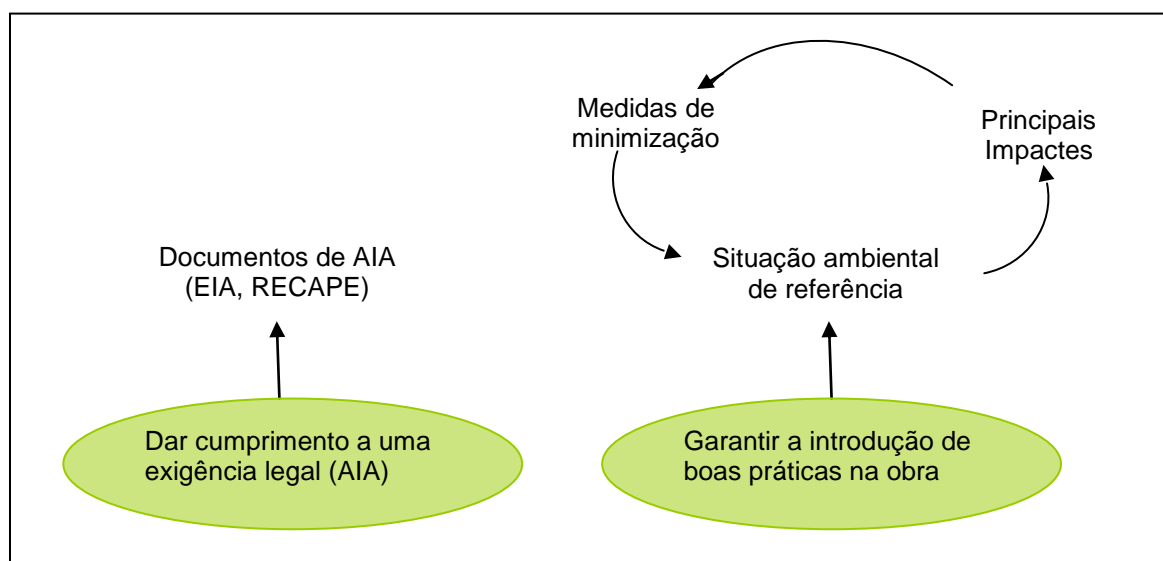 Medidas de
minimização
Principais
Impactes
Documentos de AIA
(EIA, RECAPE)
Situação ambiental
de referência
Dar cumprimento a uma
exigência legal (AIA)
Garantir a introdução de
boas práticas na obra